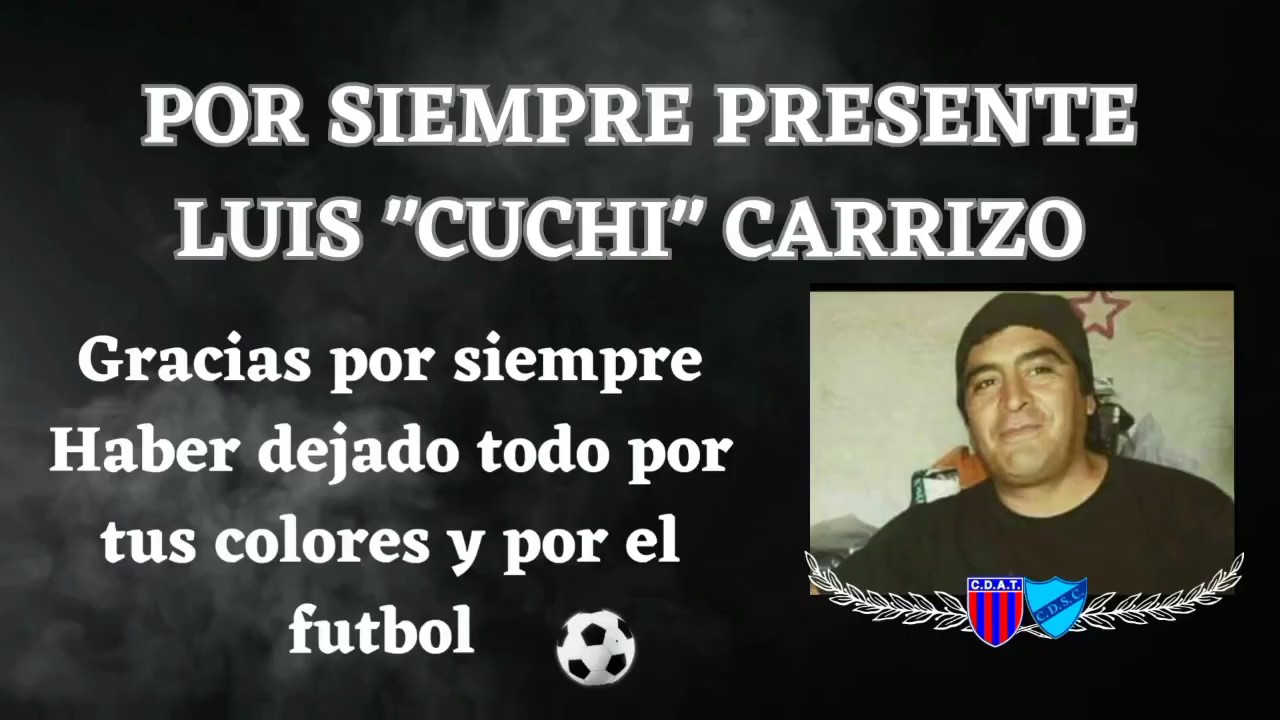 POR SIEMPRE PRESENTE
LUIS "CUCHI" CARRIZO
Gracias por siempre
Haber dejado todo por
tus colores y por el
futbol
C.D.A.T.
C.D.S.C.